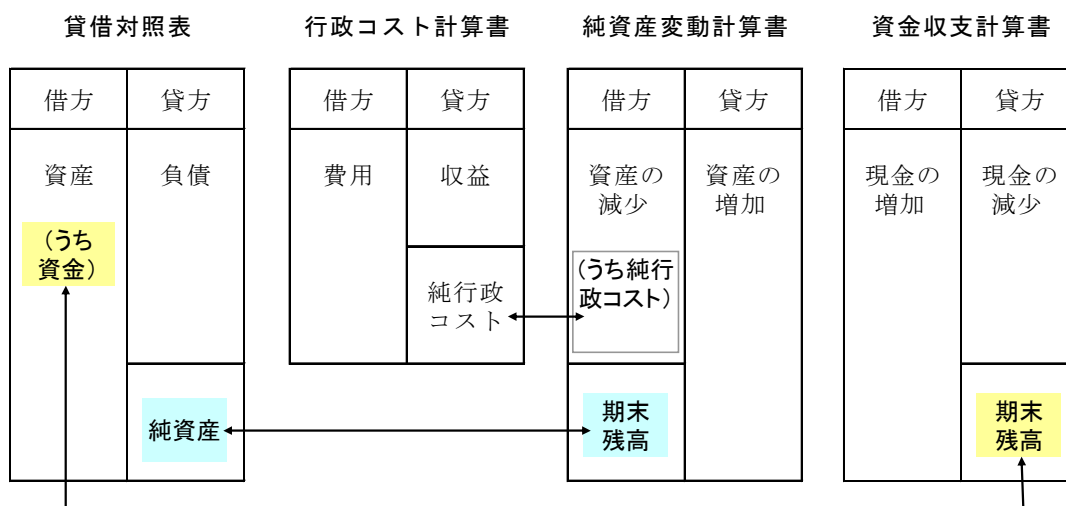 貸借対照表
借方
貸方
資産
(うち
資金)
負債
純資産
行政コスト計算書
借方
貸方
費用
収益
純行政
コスト
純資産変動計算書
借方
貸方
資産の
減少
(うち純行
政コスト)
期末
残高
資産の
増加
資金収支計算書
借方
貸方
現金の
増加
現金の
減少
期末
残高